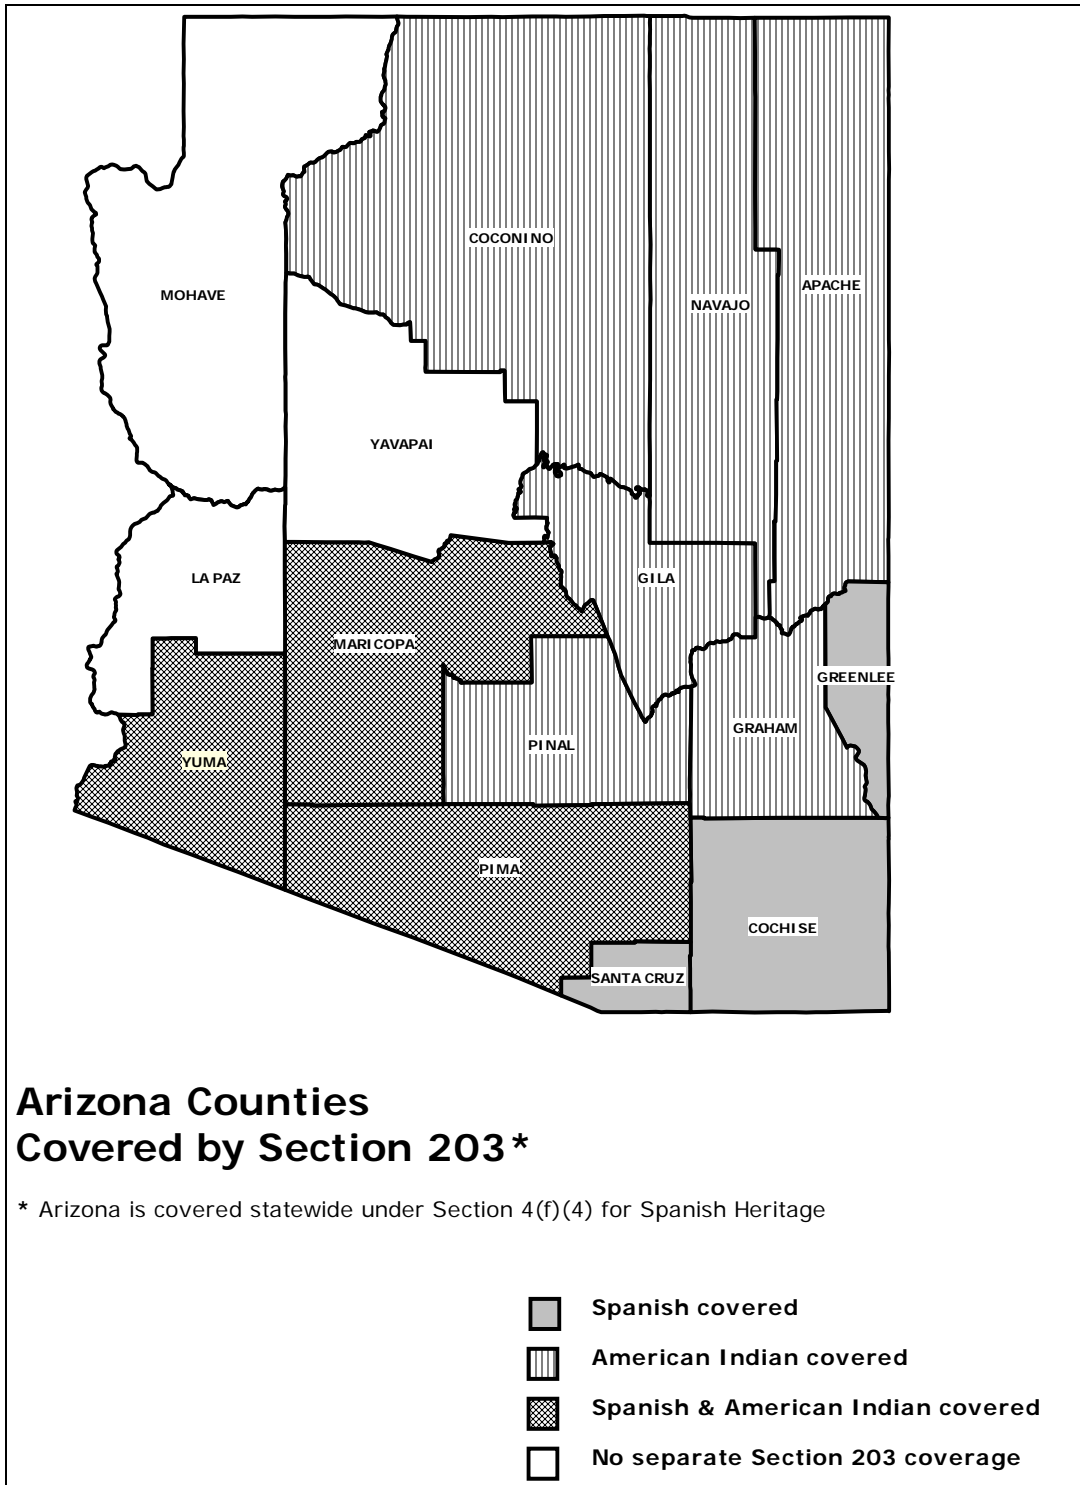 COCONINO
APACHE
MOHAVE
NAVAJO
YAVAPAI
LA PAZ
GILA
MARICOPA
GREENLEE
GRAHAM
PINAL
YUMA
PIMA
COCHISE
SANTA CRUZ
Arizona Counties
Covered by Section 203*
* Arizona is covered statewide under Section 4(f)(4) for Spanish Heritage
Spanish covered
American Indian covered
Spanish & American Indian covered
No separate Section 203 coverage